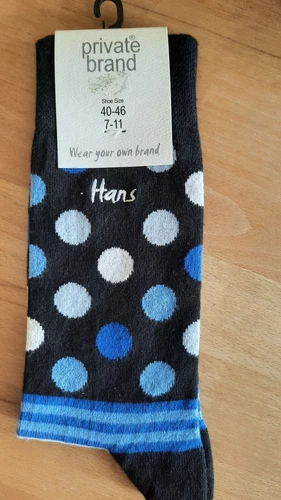 private®
brand
Shoe Size
40-46
7-11
Wear your own brand
Hans